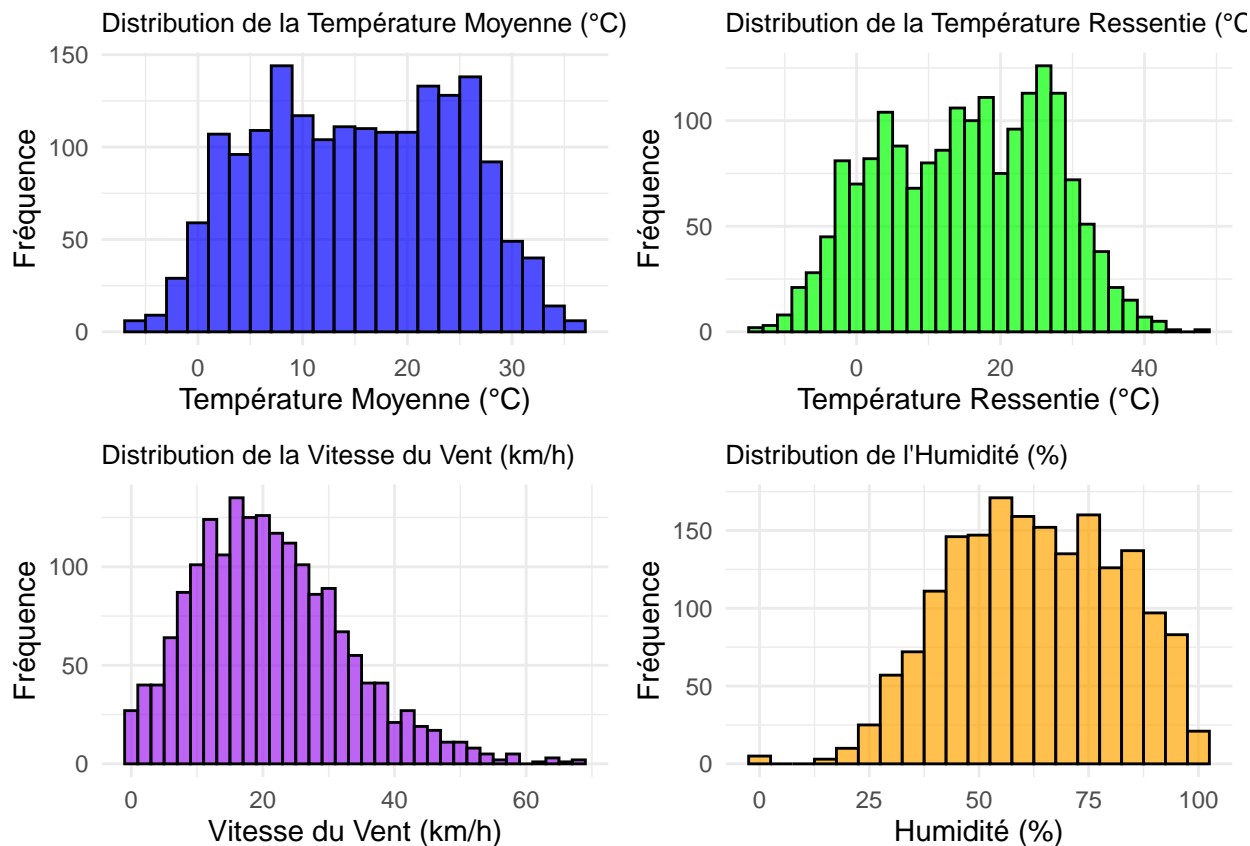 Distribution de la Température Moyenne (°C)
150
100
50
0
Fréquence
0 10 20 30
Température Moyenne (°C)
Distribution de la Température Ressentie (°C
100
50
0
Fréquence
0 20 40
Température Ressentie (°C)
Distribution de la Vitesse du Vent (km/h)
100
50
0
Fréquence
0 20 40 60
Vitesse du Vent (km/h)
Distribution de l'Humidité (%)
150
100
50
0
Fréquence
0 25 50 75 100
Humidité (%)